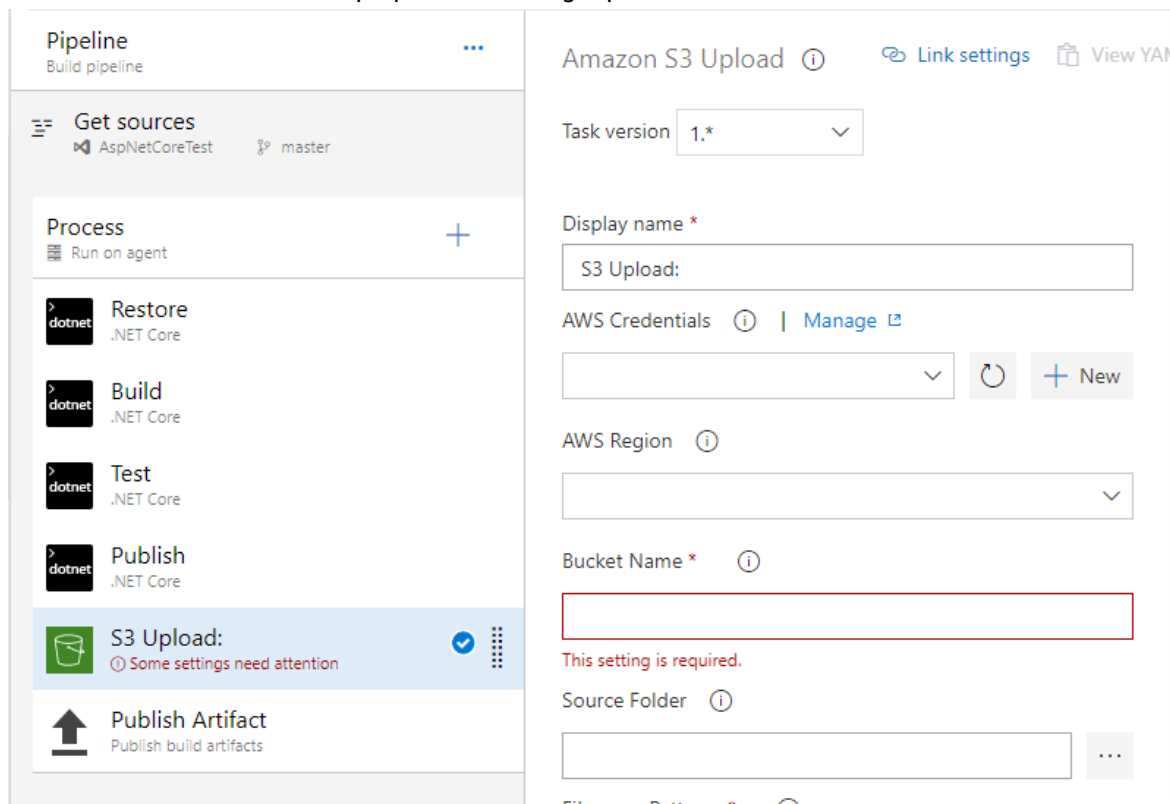 Pipeline
Build pipeline
Get sources
AspNetCoreTest master
Process
Run on agent
>
dotnet
Restore
.NET Core
>
dotnet
Build
.NET Core
>
dotnet
Test
.NET Core
>
dotnet
Publish
.NET Core
S3 Upload:
Some settings need attention
Publish Artifact
Publish build artifacts
Amazon S3 Upload Link settings View YAM
Task version 1.*
Display name *
S3 Upload:
AWS Credentials | Manage
New
AWS Region
Bucket Name *
This setting is required.
Source Folder